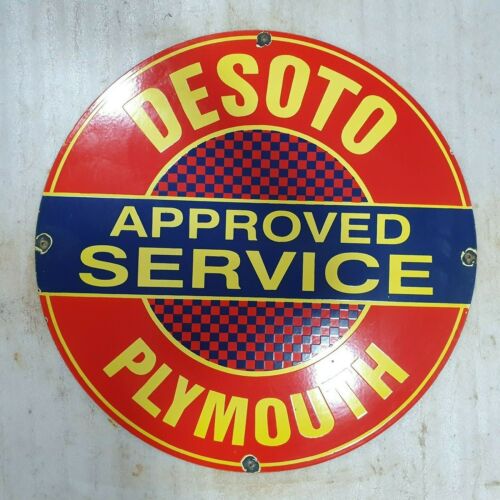 DESOTO
APPROVED
SERVICE
PLYMOUTH